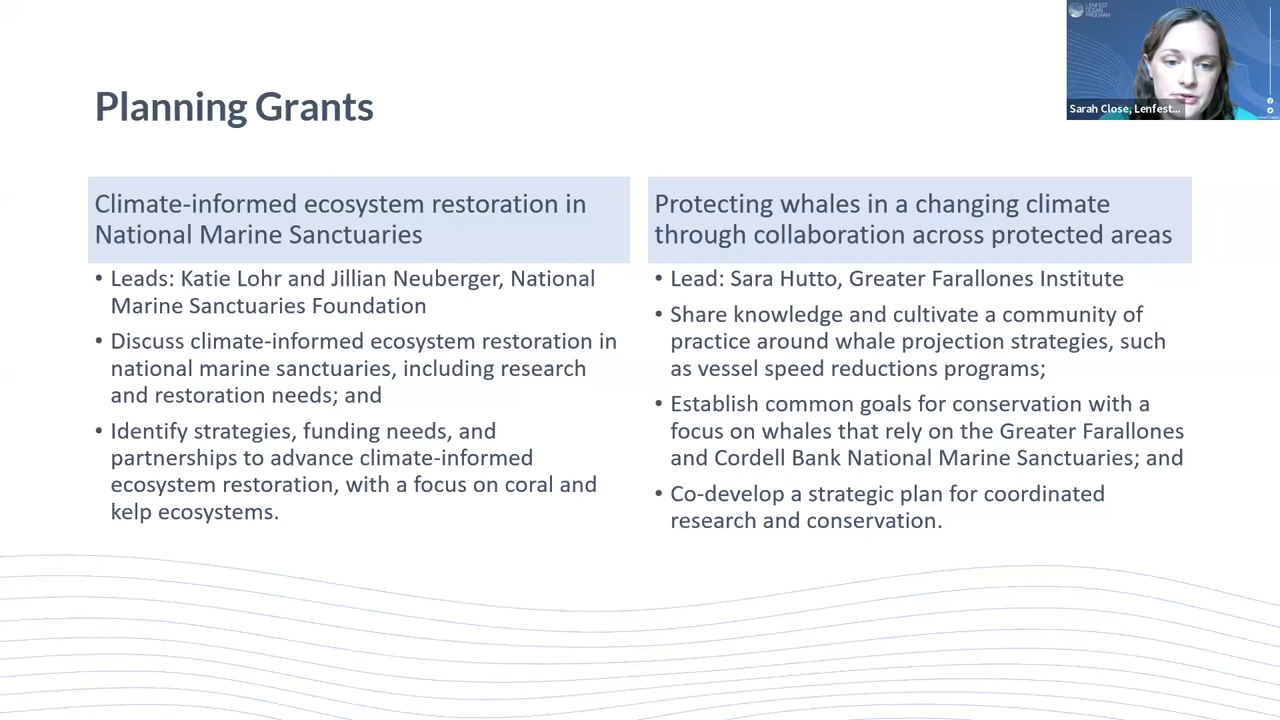 LENFEST
OCEAN
PROGRAM
Sarah Close, Lenfest...
Planning Grants
Climate-informed ecosystem restoration in
National Marine Sanctuaries
• Leads: Katie Lohr and Jillian Neuberger, National
Marine Sanctuaries Foundation
• Discuss climate-informed ecosystem restoration in
national marine sanctuaries, including research
and restoration needs; and
• Identify strategies, funding needs, and
partnerships to advance climate-informed
ecosystem restoration, with a focus on coral and
kelp ecosystems.
Protecting whales in a changing climate
through collaboration across protected areas
• Lead: Sara Hutto, Greater Farallones Institute
• Share knowledge and cultivate a community of
practice around whale projection strategies, such
as vessel speed reductions programs;
• Establish common goals for conservation with a
focus on whales that rely on the Greater Farallones
and Cordell Bank National Marine Sanctuaries; and
• Co-develop a strategic plan for coordinated
research and conservation.